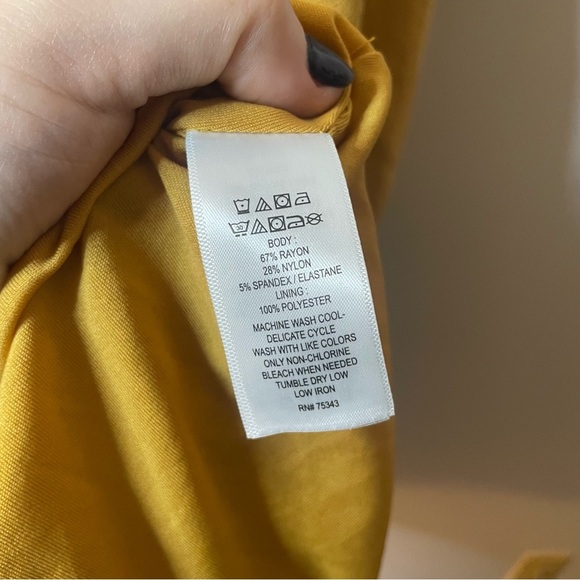 30
BODY :
67% RAYON
28% NYLON
5% SPANDEX / ELASTANE
LINING :
100% POLYESTER
MACHINE WASH COOL-
DELICATE CYCLE
WASH WITH LIKE COLORS
ONLY NON-CHLORINE
BLEACH WHEN NEEDED
TUMBLE DRY LOW
LOW IRON
RN# 75343